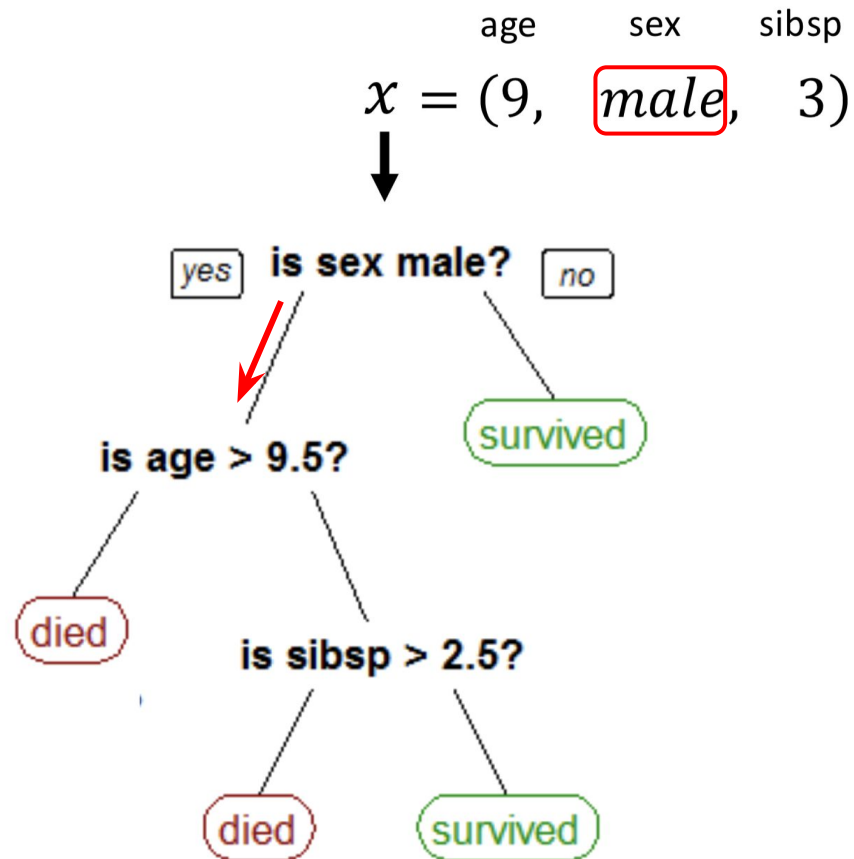 age sex sibsp
x = (9, male, 3)
yes is sex male? no
survived
is age > 9.5?
died
is sibsp > 2.5?
died survived